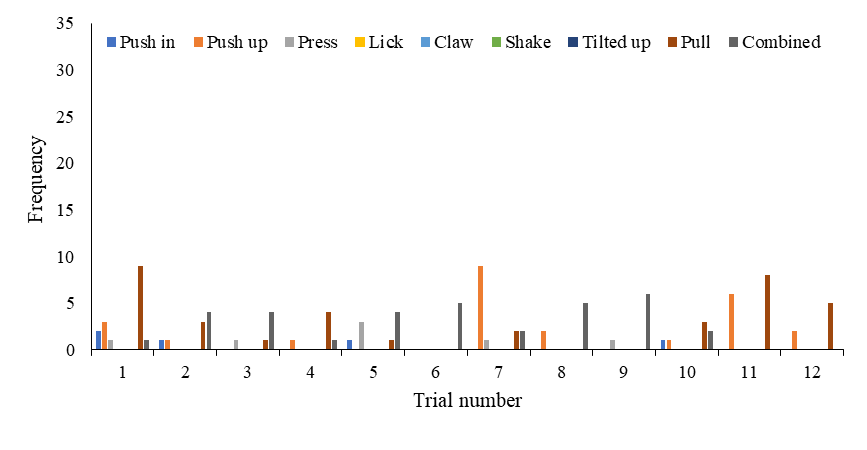 35
Push in Push up Press Lick Claw Shake Tilted up Pull Combined
30
25
20
15
10
5
0
Frequency
1 2 3 4 5 6 7 8 9 10 11 12
Trial number